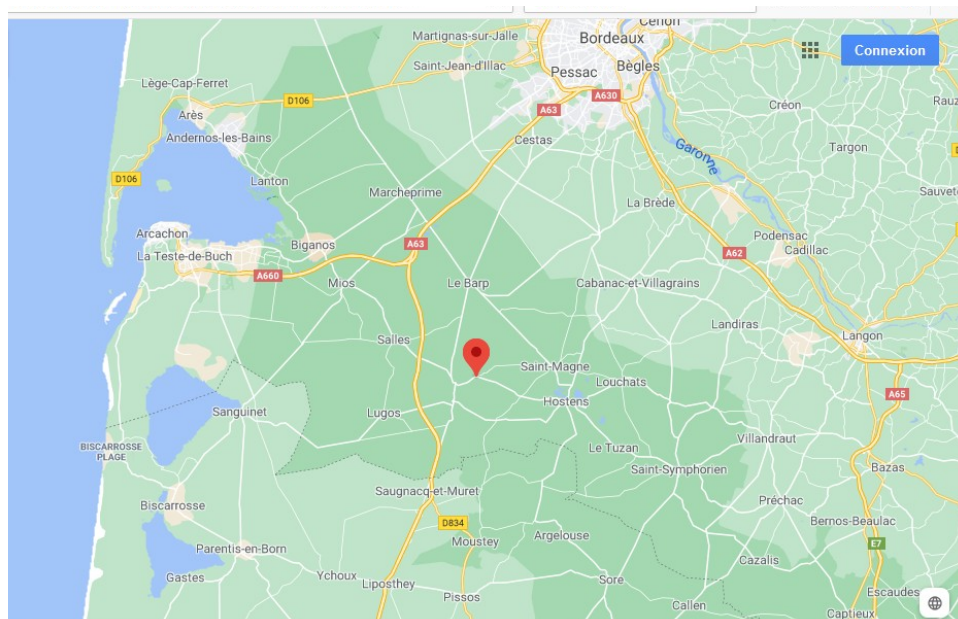 Cenon
Martignas-sur-Jalle
Bordeaux
Connexion
Saint-Jean-d'Illac
Pessac
Bègles
Lège-Cap-Ferret
A630
D106
A63
Créon
Arès
Andernos-les-Bains
Cestas
Garonne
Targon
D106
Lanton
Marcheprime
La Brède
Arcachon
Biganos
A63
Podensac
La Teste-de-Buch
A62
Cadillac
A660
Mios
Le Barp
Cabanac-et-Villagrains
Landiras
Langon
Salles
Saint-Magne
Louchats
A65
Sanguinet
Lugos
Hostens
BISCARROSSE
PLAGE
Le Tuzan
Villandraut
Saint-Symphorien
Bazas
Saugnacq-et-Muret
Biscarrosse
Préchac
D834
Bernos-Beaulac
Moustey
Argelouse
E7
Parentis-en-Born
Cazalis
Gastes
Ychoux
Liposthey
Sore
Escaudes
Pissos
Callen
Captieux